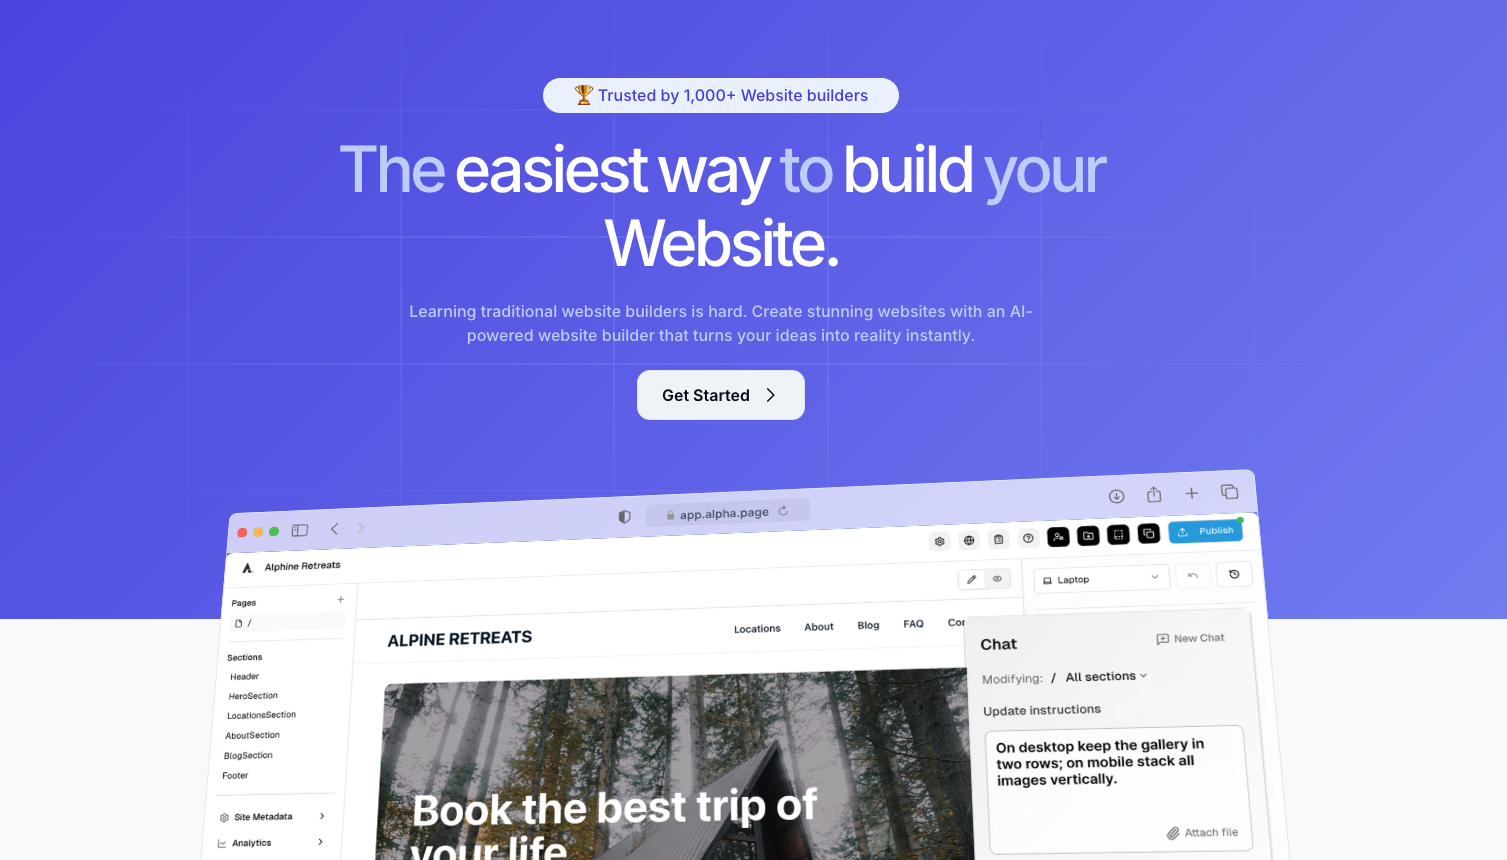 🏆 Trusted by 1,000+ Website builders
The easiest way to build your
Website.
Learning traditional website builders is hard. Create stunning websites with an AI-
powered website builder that turns your ideas into reality instantly.
Get Started
app.alpha.page
Alphine Retreats
Publish
Pages
/
Sections
Header
HeroSection
LocationsSection
AboutSection
BlogSection
Footer
Site Metadata
Analytics
Laptop
ALPINE RETREATS
Locations
About
Blog
FAQ
Book the best trip of
your life
Chat
New Chat
Modifying: / All sections
Update instructions
On desktop keep the gallery in
two rows; on mobile stack all
images vertically.
Attach file